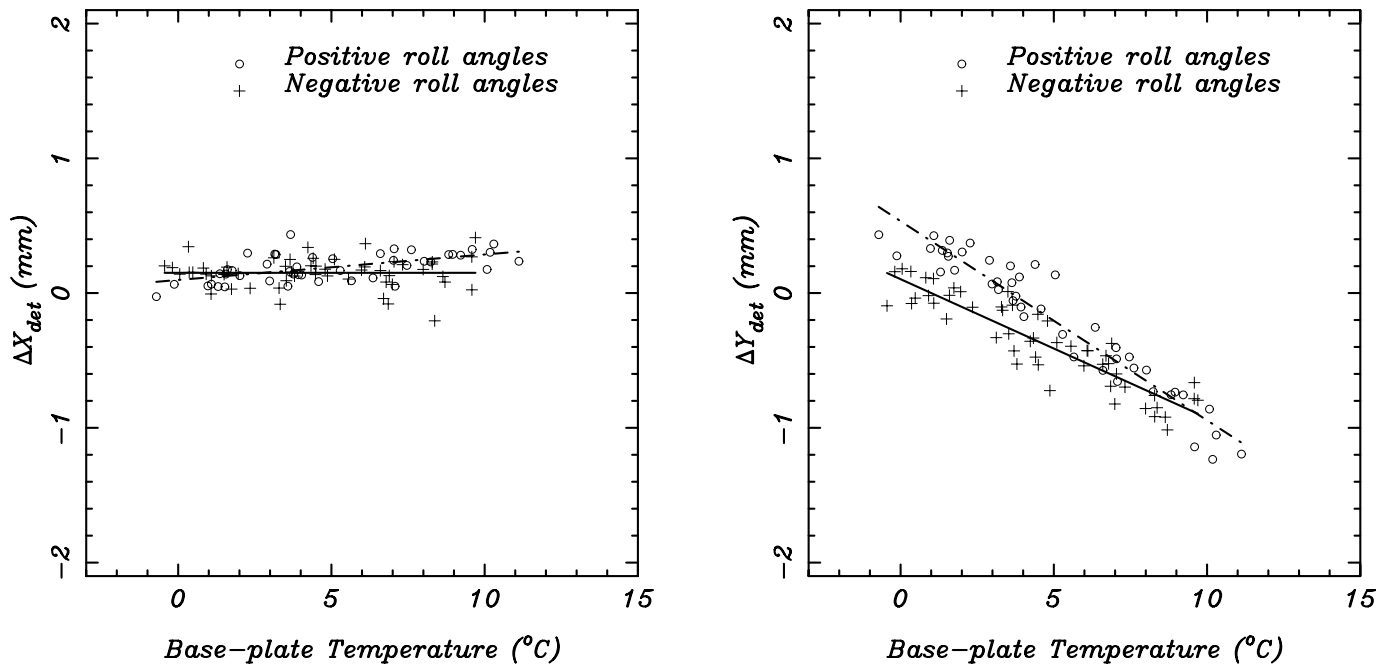 Positive roll angles
Negative roll angles
2
1
0
−1
−2
ΔX_det (mm)
0 5 10 15
Base−plate Temperature (°C)
Positive roll angles
Negative roll angles
2
1
0
−1
−2
ΔY_det (mm)
0 5 10 15
Base−plate Temperature (°C)